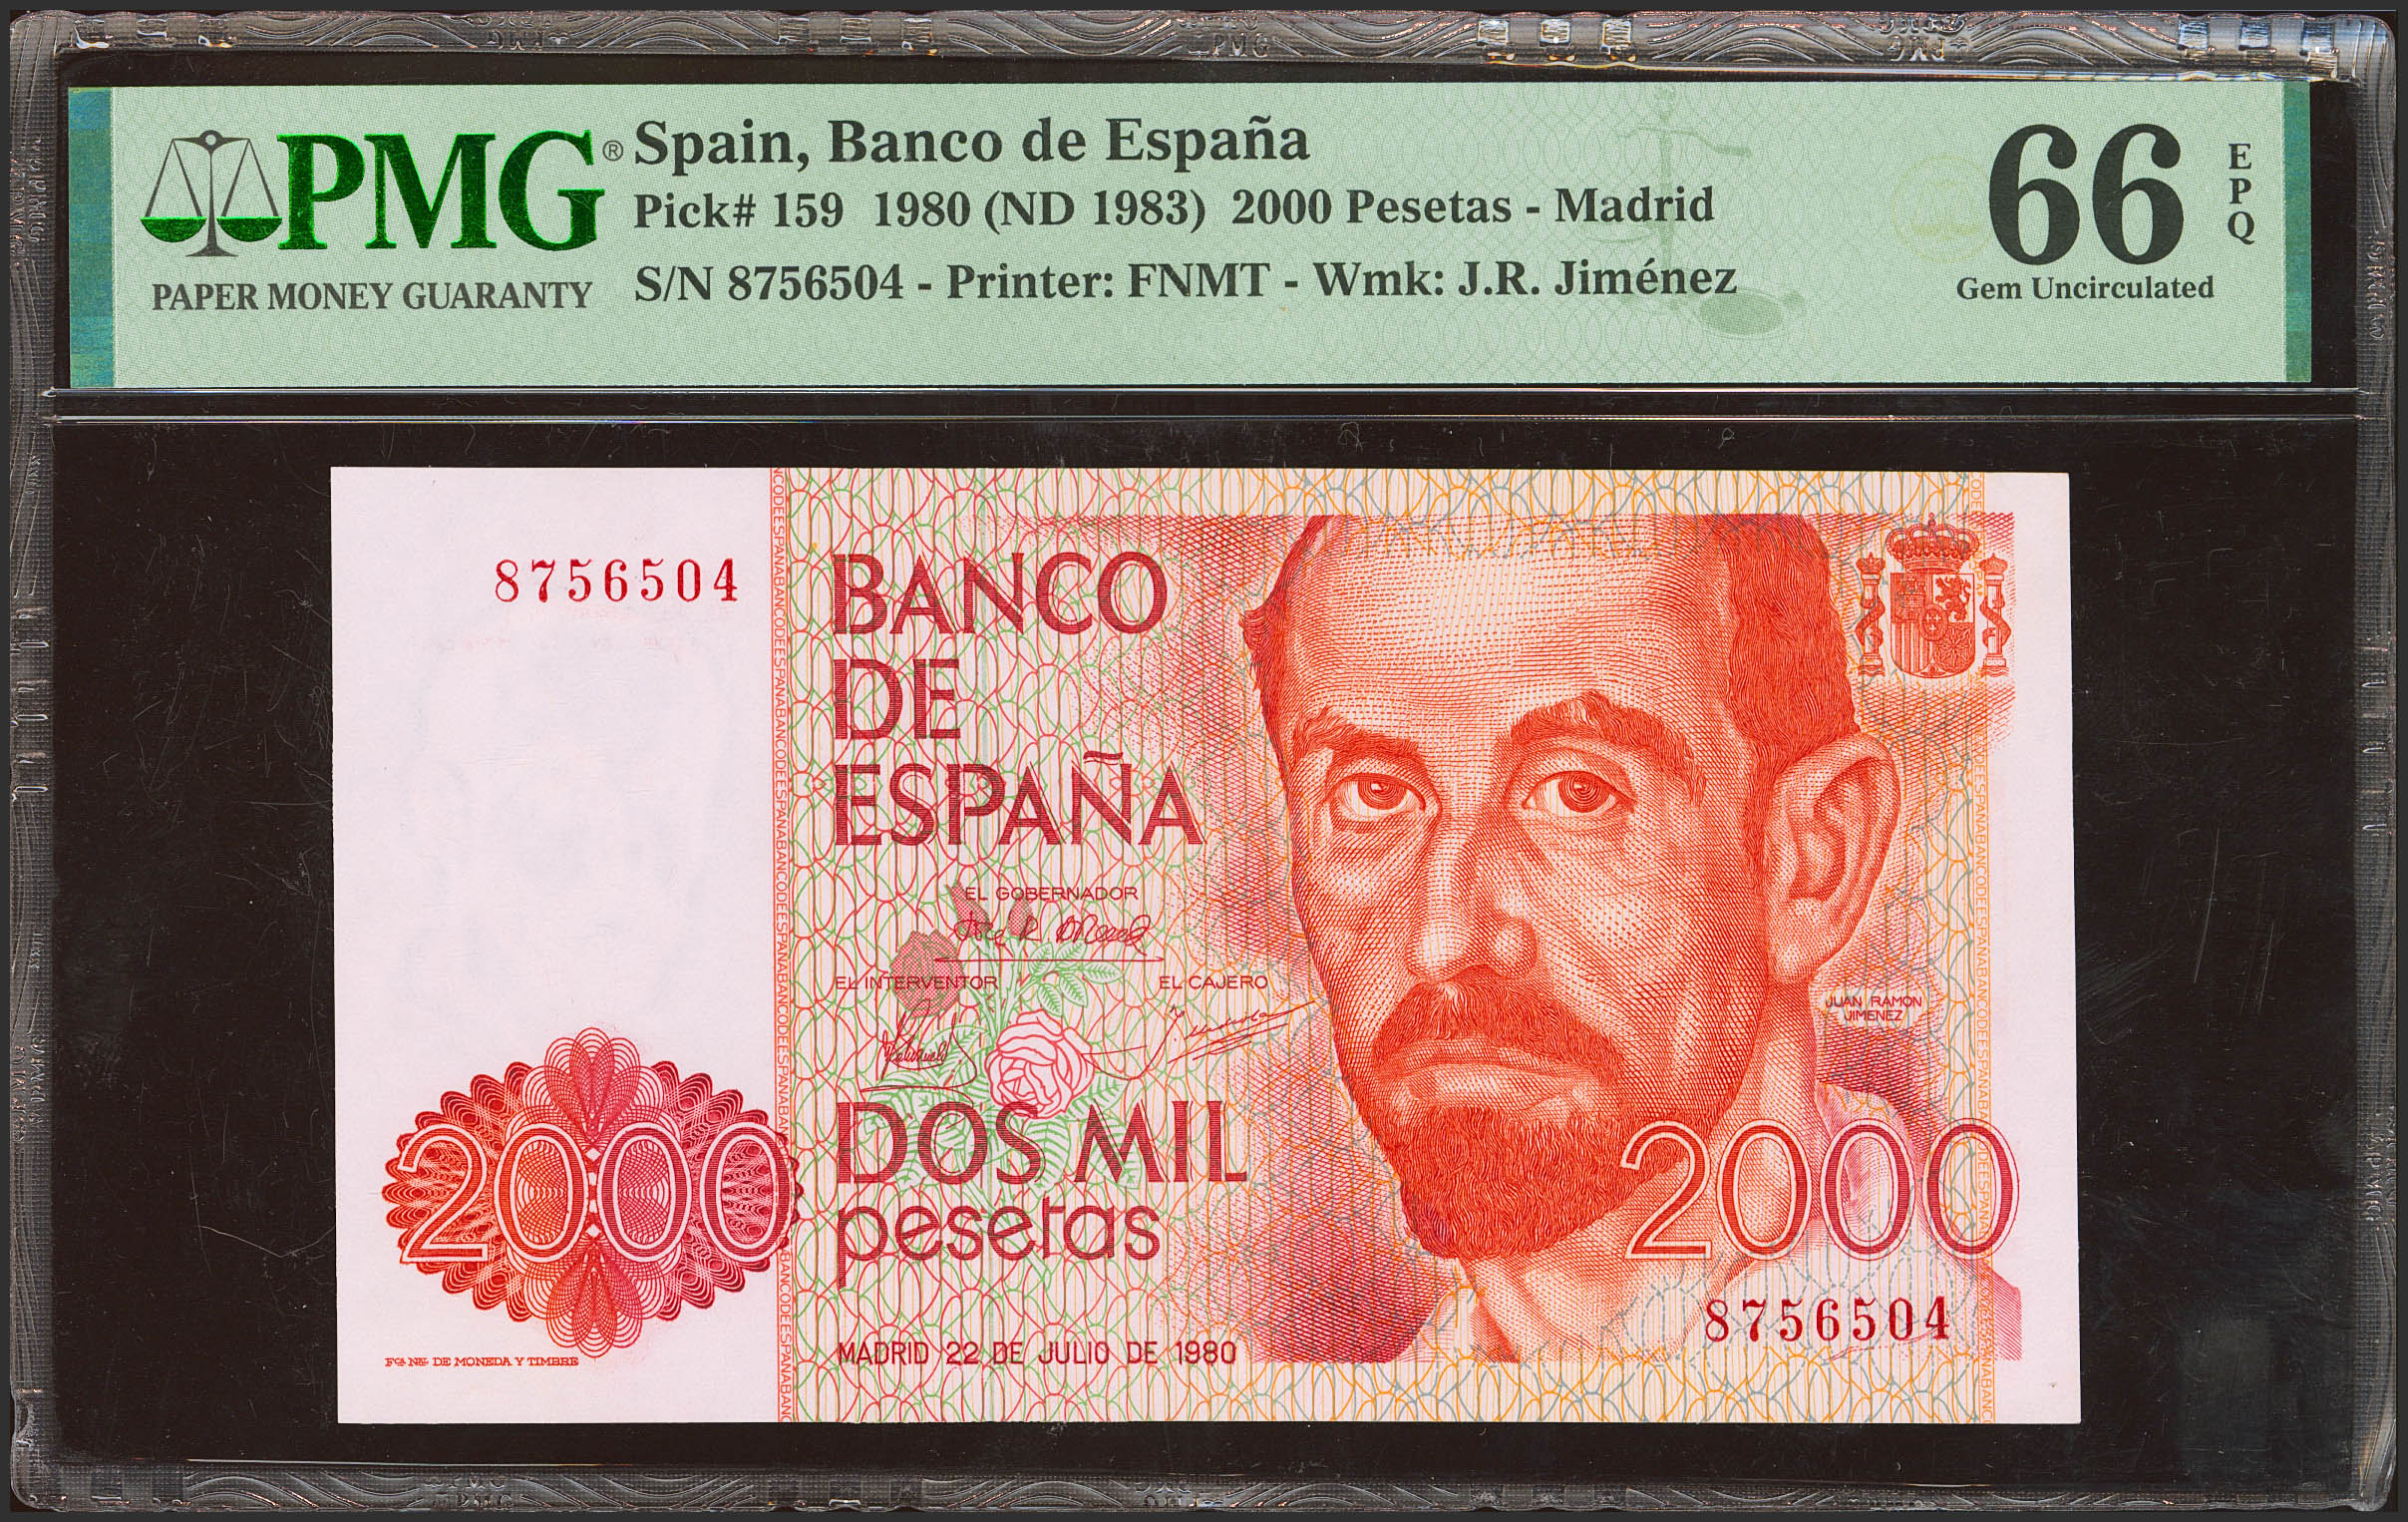 PMG®
PAPER MONEY GUARANTY
Spain, Banco de España
Pick# 159 1980 (ND 1983) 2000 Pesetas - Madrid
S/N 8756504 - Printer: FNMT - Wmk: J.R. Jiménez
66
EPQ
Gem Uncirculated
8756504
BANCO
DE
ESPAÑA
EL GOBERNADOR
EL INTERVENTOR
EL CAJERO
JUAN RAMON
JIMENEZ
DOS MIL
pesetas
2000
2000
8756504
MADRID 22 DE JULIO DE 1980
Fca. Nal. DE MONEDA Y TIMBRE